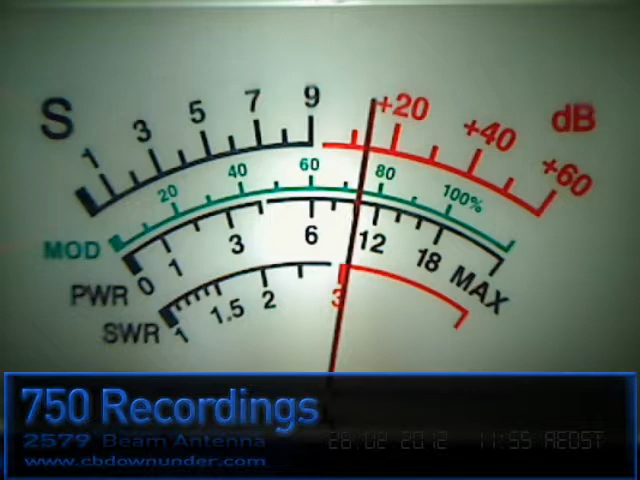 S 1 3 5 7 9 +20 +40 +60 dB
MOD 20 40 60 80 100%
PWR 0 1 3 6 12 18 MAX
SWR 1 1.5 2 3
750 Recordings
2579 Beam Antenna
26.02.2012 11:55 AEDST
www.cbdownunder.com